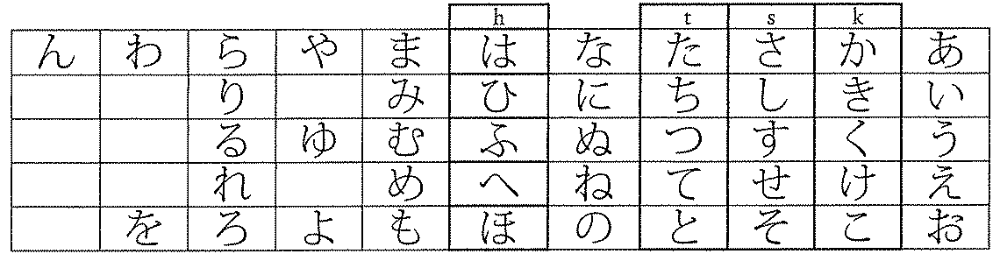 h t s k
ん わ ら や ま は な た さ か あ
り み ひ に ち し き い
る ゆ む ふ ぬ つ す く う
れ め へ ね て せ け え
を ろ よ も ほ の と そ こ お